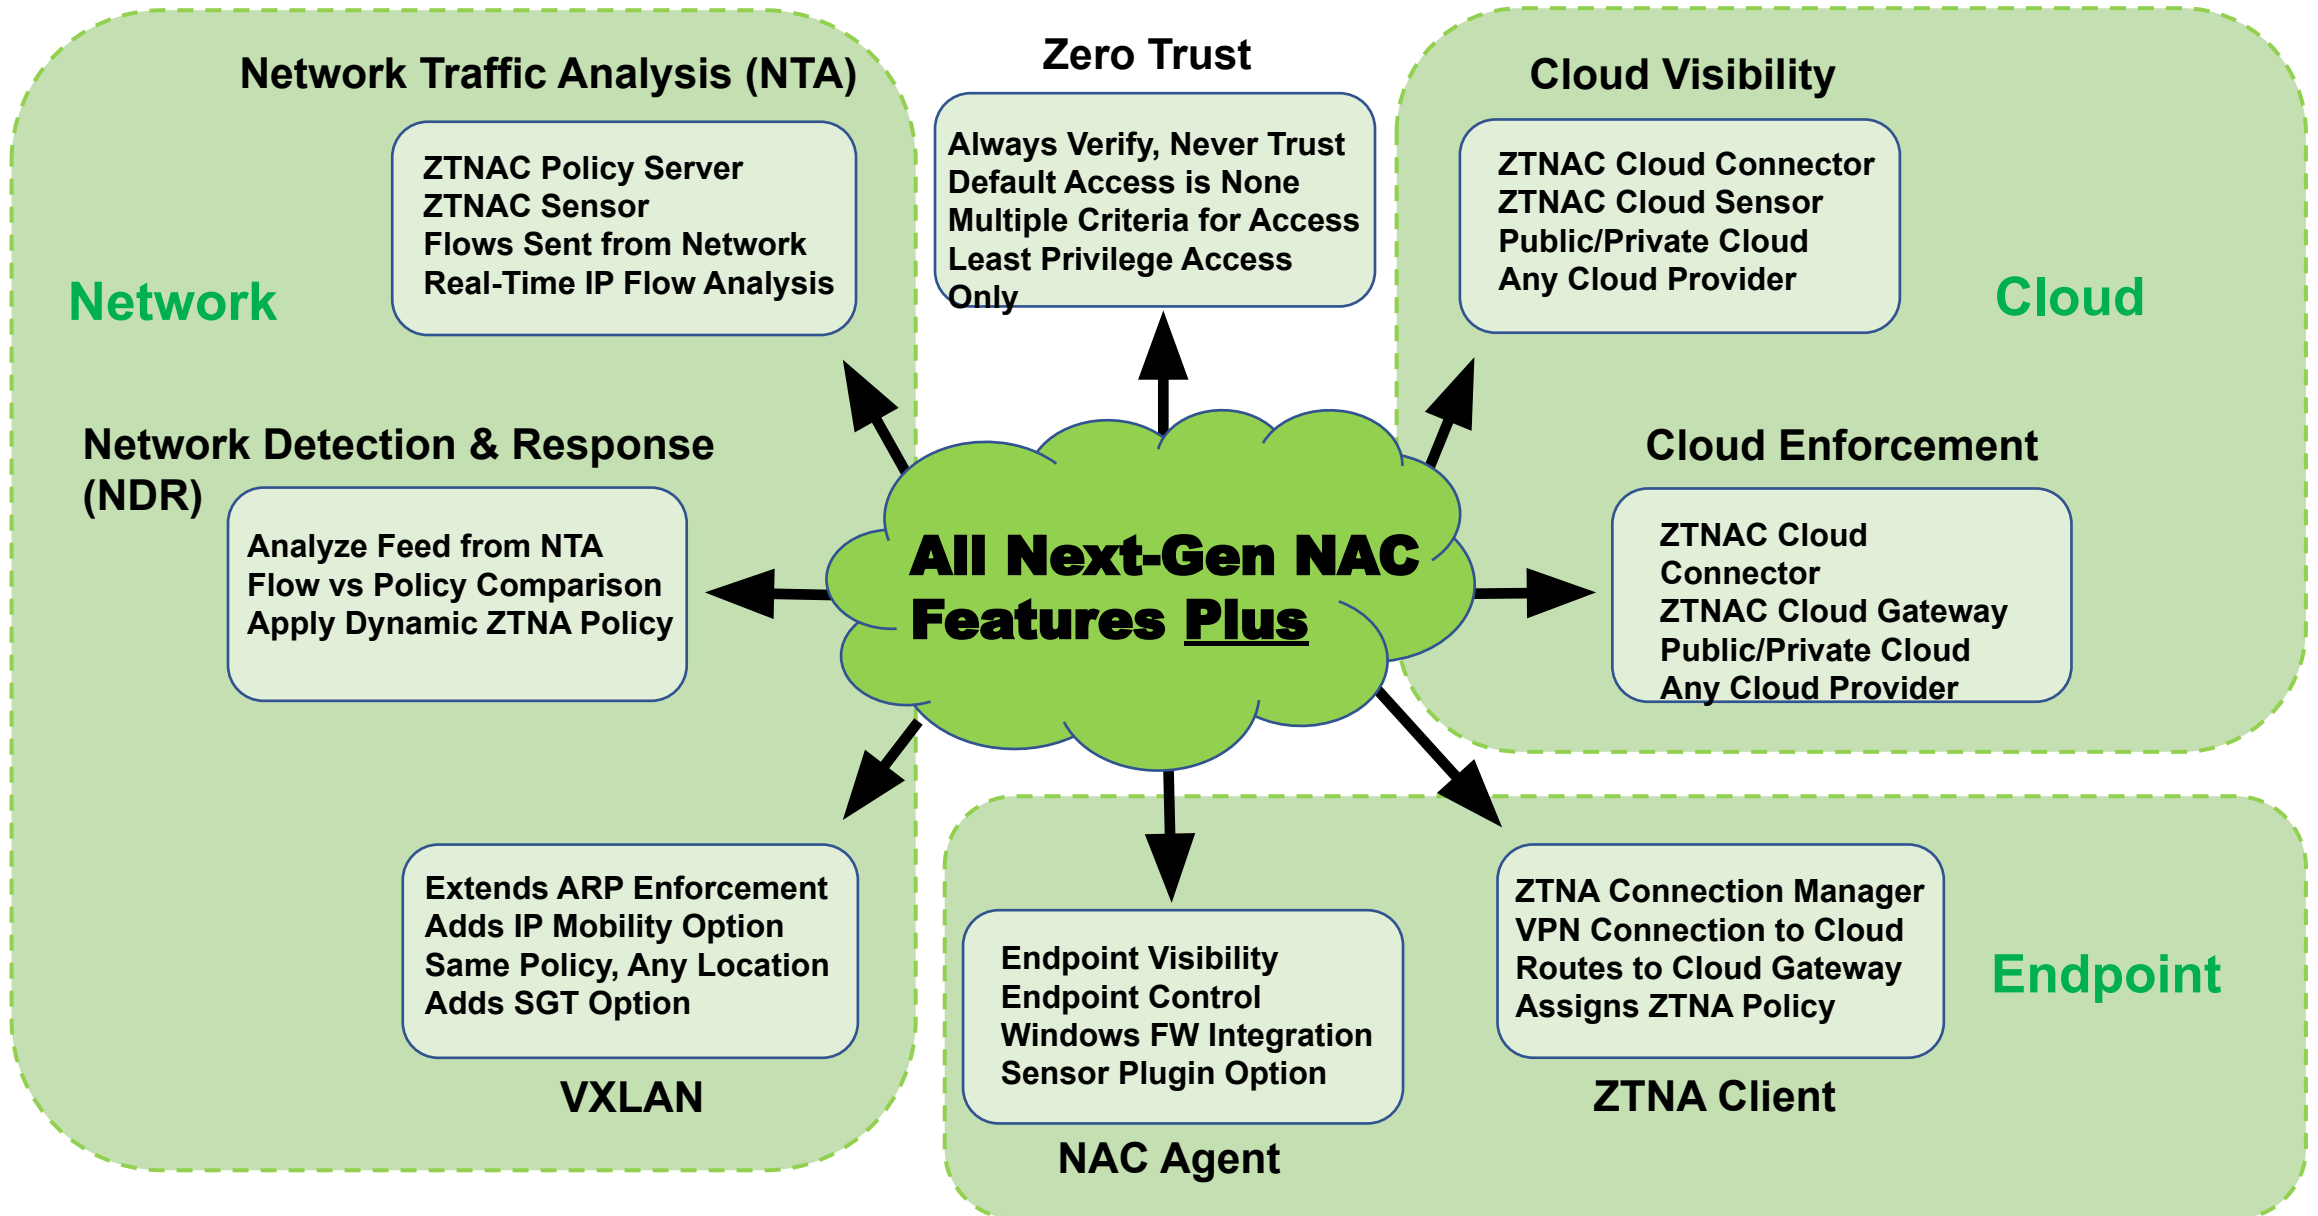 Network Traffic Analysis (NTA)
ZTNAC Policy Server
ZTNAC Sensor
Flows Sent from Network
Real-Time IP Flow Analysis
Network
Network Detection & Response
(NDR)
Analyze Feed from NTA
Flow vs Policy Comparison
Apply Dynamic ZTNA Policy
Extends ARP Enforcement
Adds IP Mobility Option
Same Policy, Any Location
Adds SGT Option
VXLAN
Zero Trust
Always Verify, Never Trust
Default Access is None
Multiple Criteria for Access
Least Privilege Access
Only
All Next-Gen NAC
Features Plus
Cloud Visibility
ZTNAC Cloud Connector
ZTNAC Cloud Sensor
Public/Private Cloud
Any Cloud Provider
Cloud
Cloud Enforcement
ZTNAC Cloud
Connector
ZTNAC Cloud Gateway
Public/Private Cloud
Any Cloud Provider
Endpoint Visibility
Endpoint Control
Windows FW Integration
Sensor Plugin Option
NAC Agent
ZTNA Connection Manager
VPN Connection to Cloud
Routes to Cloud Gateway
Assigns ZTNA Policy
ZTNA Client
Endpoint